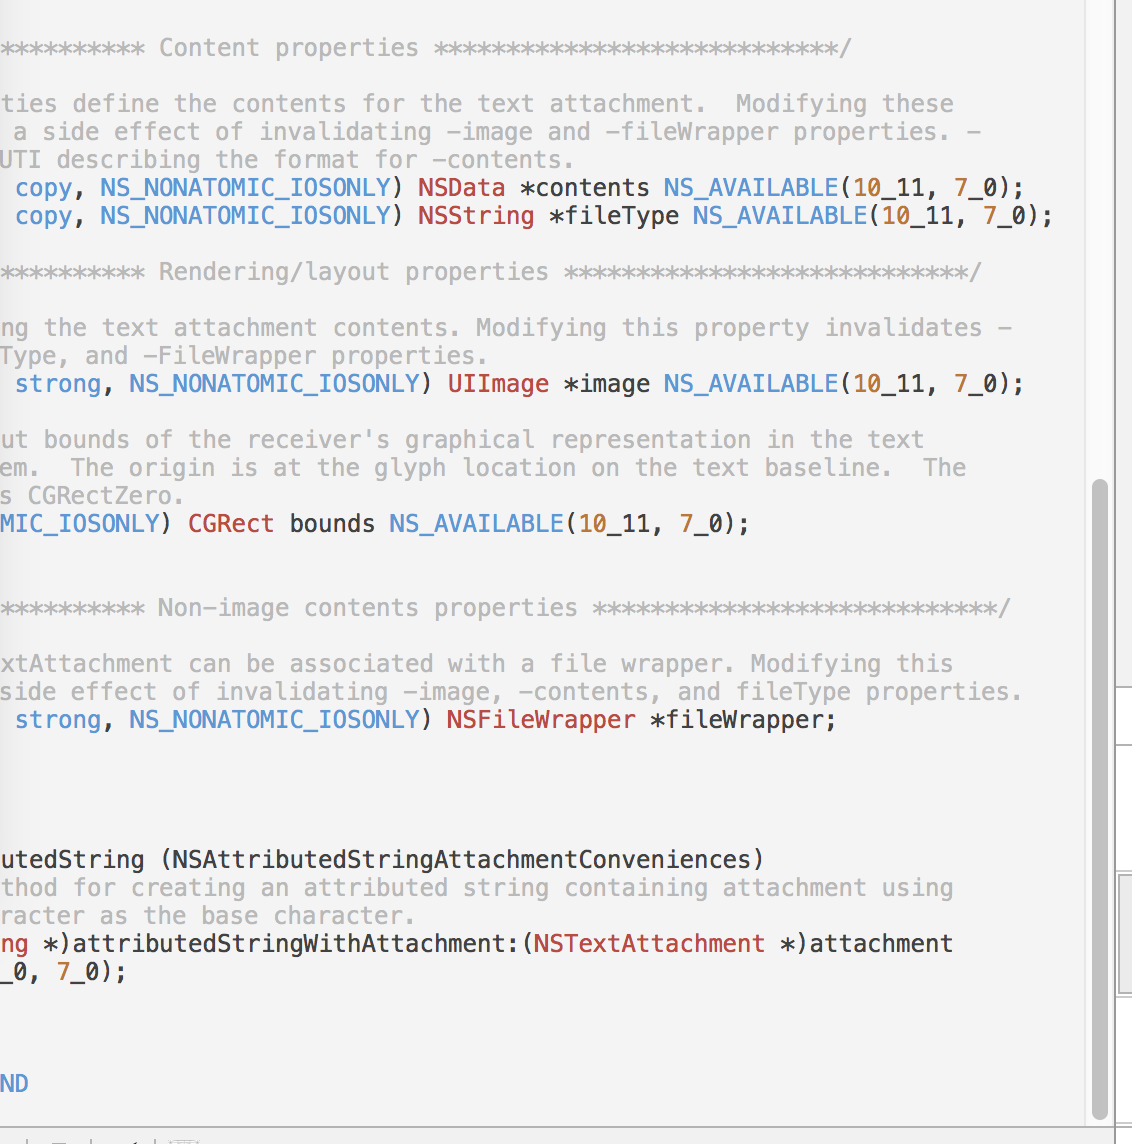 ********** Content properties ****************************/
ties define the contents for the text attachment.  Modifying these
a side effect of invalidating -image and -fileWrapper properties. -
UTI describing the format for -contents.
copy, NS_NONATOMIC_IOSONLY) NSData *contents NS_AVAILABLE(10_11, 7_0);
copy, NS_NONATOMIC_IOSONLY) NSString *fileType NS_AVAILABLE(10_11, 7_0);
********** Rendering/layout properties ****************************/
ng the text attachment contents. Modifying this property invalidates -
Type, and -FileWrapper properties.
strong, NS_NONATOMIC_IOSONLY) UIImage *image NS_AVAILABLE(10_11, 7_0);
ut bounds of the receiver's graphical representation in the text
em.  The origin is at the glyph location on the text baseline.  The
s CGRectZero.
MIC_IOSONLY) CGRect bounds NS_AVAILABLE(10_11, 7_0);
********** Non-image contents properties ****************************/
xtAttachment can be associated with a file wrapper. Modifying this
side effect of invalidating -image, -contents, and fileType properties.
strong, NS_NONATOMIC_IOSONLY) NSFileWrapper *fileWrapper;
utedString (NSAttributedStringAttachmentConveniences)
thod for creating an attributed string containing attachment using
racter as the base character.
ng *)attributedStringWithAttachment:(NSTextAttachment *)attachment
_0, 7_0);
ND